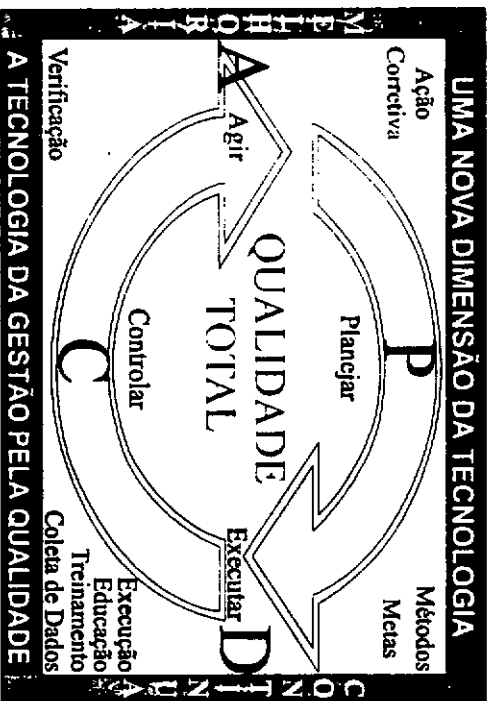 UMA NOVA DIMENSÃO DA TECNOLOGIA
MELHORIA
CONTÍNUA
Ação
Corretiva
P
Planejar
Métodos
Metas
QUALIDADE
TOTAL
A
Agir
Executar
D
Controlar
C
Verificação
Execução
Educação
Treinamento
Coleta de Dados
A TECNOLOGIA DA GESTÃO PELA QUALIDADE